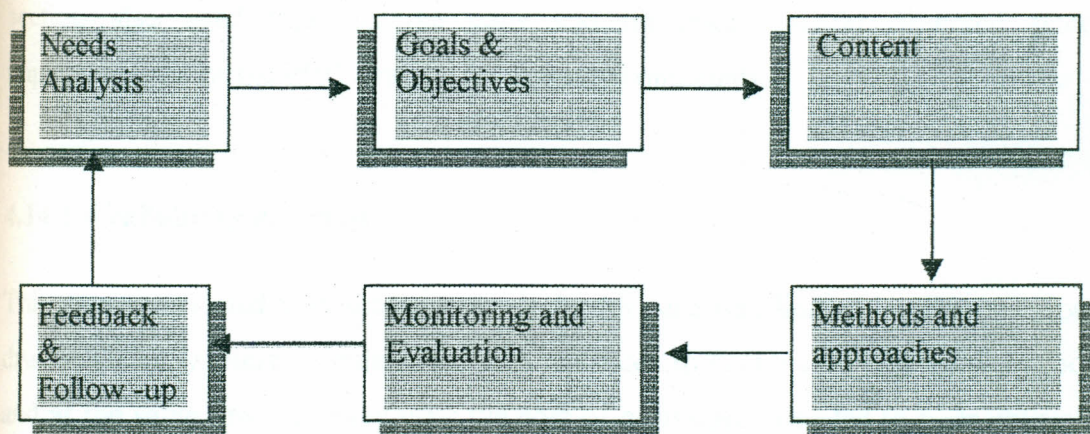 Needs
Analysis
Goals &
Objectives
Content
Feedback
&
Follow -up
Monitoring and
Evaluation
Methods and
approaches